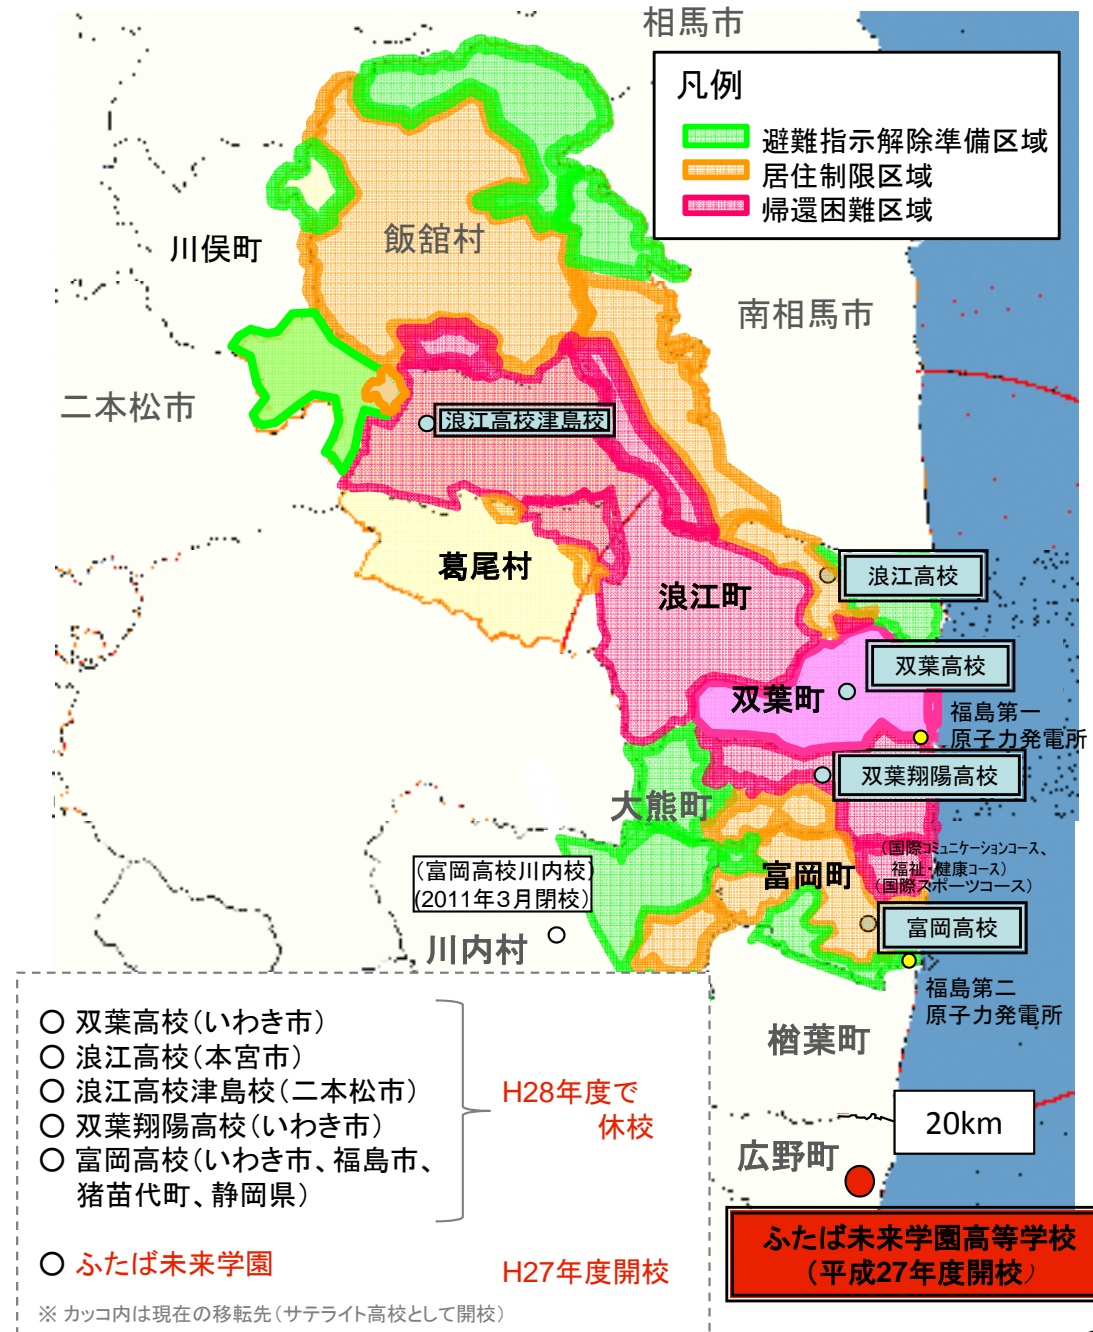 相馬市
凡例
避難指示解除準備区域
居住制限区域
帰還困難区域
川俣町
飯舘村
南相馬市
二本松市
浪江高校津島校
葛尾村
浪江町
浪江高校
双葉高校
双葉町
福島第一
原子力発電所
双葉翔陽高校
大熊町
(国際コミュニケーションコース、
福祉・健康コース)
(国際スポーツコース)
富岡町
(富岡高校川内校)
(2011年3月閉校)
富岡高校
川内村
福島第二
原子力発電所
楢葉町
20km
広野町
ふたば未来学園高等学校
(平成27年度開校)
○ 双葉高校(いわき市)
○ 浪江高校(本宮市)
○ 浪江高校津島校(二本松市)
○ 双葉翔陽高校(いわき市)
○ 富岡高校(いわき市、福島市、
猪苗代町、静岡県)
H28年度で
休校
○ ふたば未来学園
H27年度開校
※ カッコ内は現在の移転先(サテライト高校として開校)